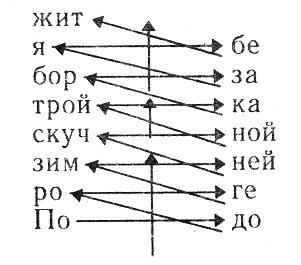 жит
я бе
бор за
трой ка
скуч ной
зим ней
ро ге
По до